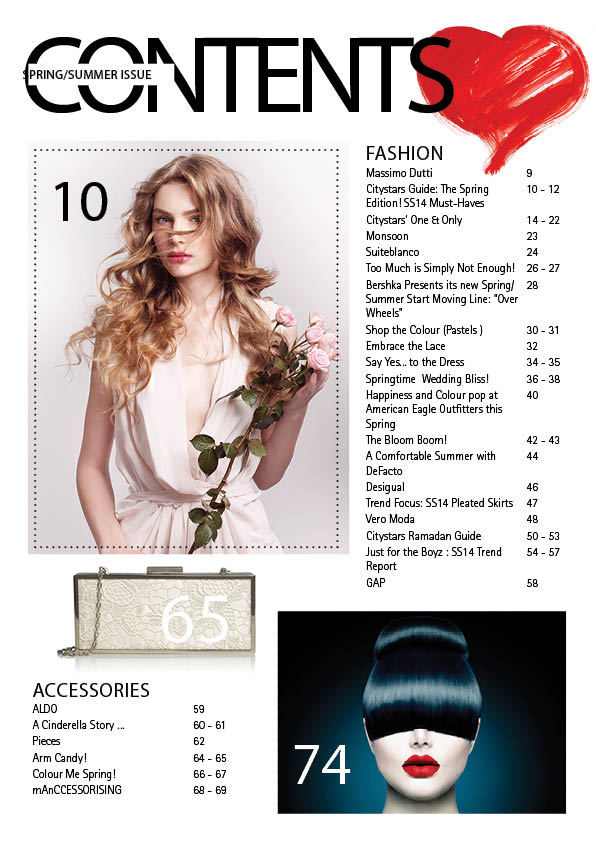 CONTENTS
SPRING/SUMMER ISSUE
10
FASHION
Massimo Dutti 9
Citystars Guide: The Spring 10 - 12
Edition! SS14 Must-Haves
Citystars' One & Only 14 - 22
Monsoon 23
Suiteblanco 24
Too Much is Simply Not Enough! 26 - 27
Bershka Presents its new Spring/ 28
Summer Start Moving Line: "Over
Wheels"
Shop the Colour (Pastels ) 30 - 31
Embrace the Lace 32
Say Yes... to the Dress 34 - 35
Springtime Wedding Bliss! 36 - 38
Happiness and Colour pop at 40
American Eagle Outfitters this
Spring
The Bloom Boom! 42 - 43
A Comfortable Summer with 44
DeFacto
Desigual 46
Trend Focus: SS14 Pleated Skirts 47
Vero Moda 48
Citystars Ramadan Guide 50 - 53
Just for the Boyz : SS14 Trend 54 - 57
Report
GAP 58
65
ACCESSORIES
ALDO 59
A Cinderella Story ... 60 - 61
Pieces 62
Arm Candy! 64 - 65
Colour Me Spring! 66 - 67
mAnCCESSORISING 68 - 69
74